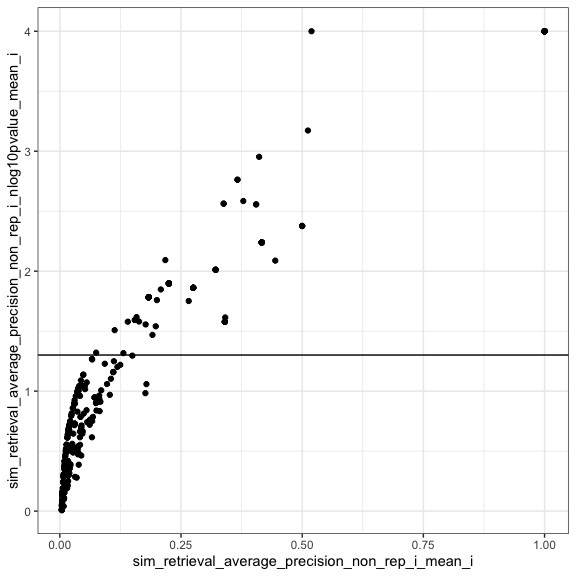 sim_retrieval_average_precision_non_rep_i_nlog10pvalue_mean_i
4
3
2
1
0
0.00 0.25 0.50 0.75 1.00
sim_retrieval_average_precision_non_rep_i_mean_i